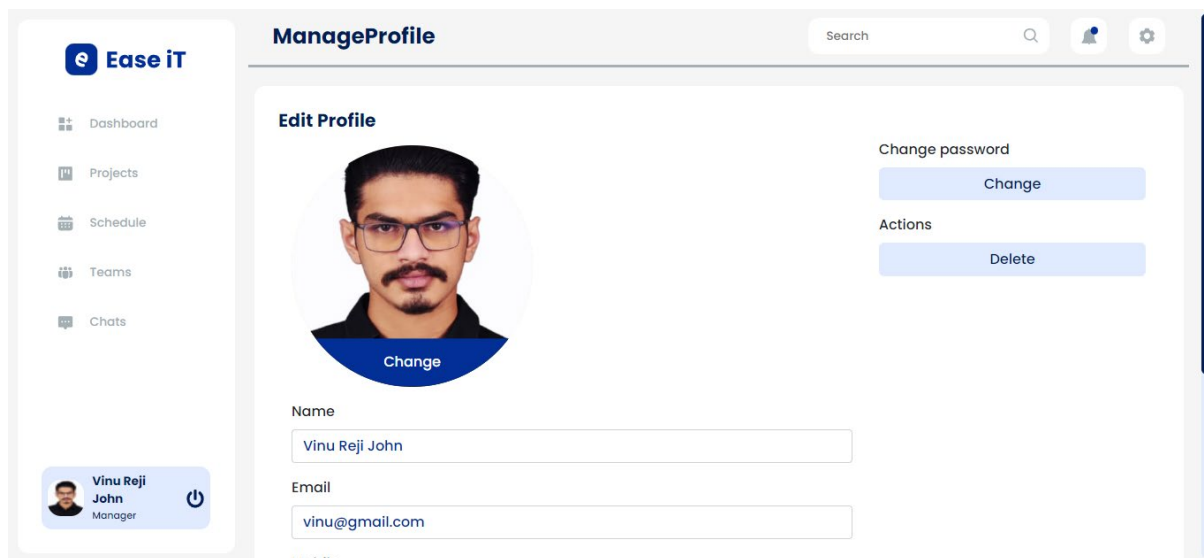 Ease iT
Dashboard
Projects
Schedule
Teams
Chats
Vinu Reji
John
Manager
ManageProfile
Search
Edit Profile
Change
Change password
Change
Actions
Delete
Name
Vinu Reji John
Email
vinu@gmail.com